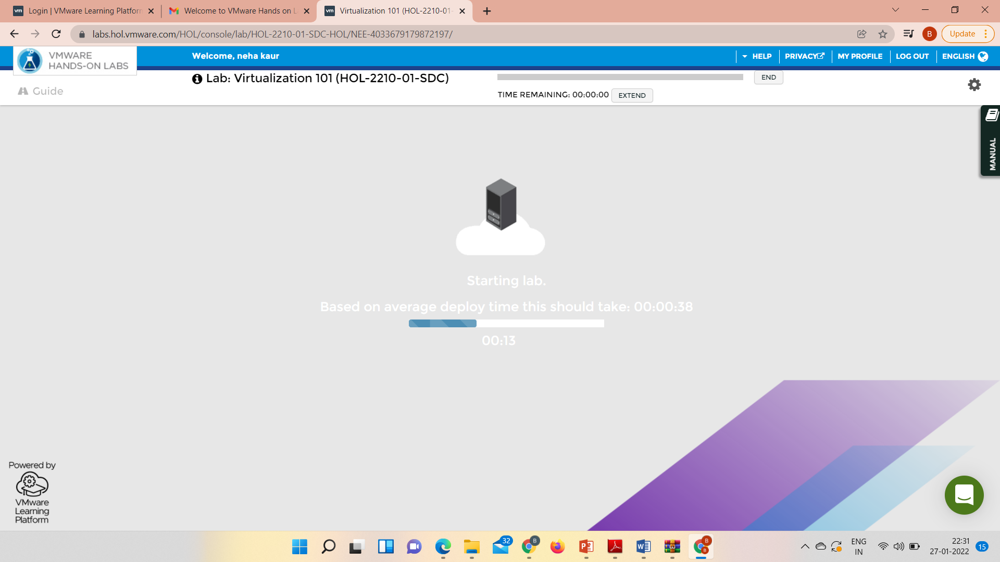 vm Login | VMware Learning Platform
Welcome to VMware Hands on L
vm Virtualization 101 (HOL-2210-01-
labs.hol.vmware.com/HOL/console/lab/HOL-2210-01-SDC-HOL/NEE-4033679179872197/
B
Update
VMWARE
HANDS-ON LABS
Welcome, neha kaur
HELP
PRIVACY
MY PROFILE
LOG OUT
ENGLISH
Guide
Lab: Virtualization 101 (HOL-2210-01-SDC)
END
TIME REMAINING: 00:00:00 EXTEND
MANUAL
Starting lab.
Based on average deploy time this should take: 00:00:38
00:13
Powered by
VMware
Learning
Platform
32
B
B
B
ENG
IN
22:31
27-01-2022
15